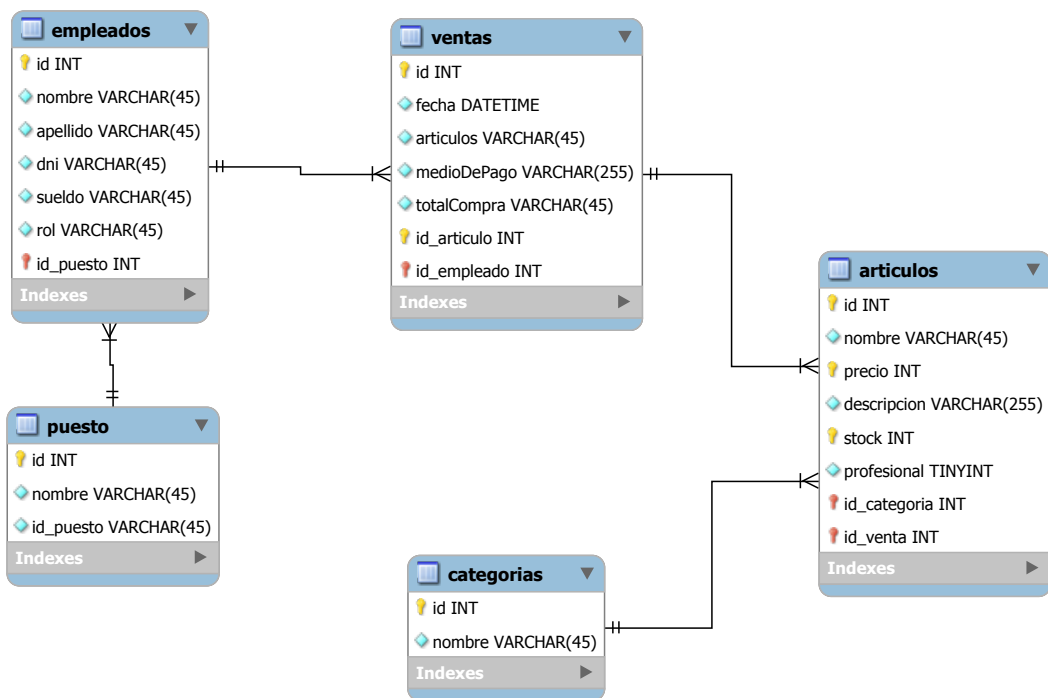 empleados
id INT
nombre VARCHAR(45)
apellido VARCHAR(45)
dni VARCHAR(45)
sueldo VARCHAR(45)
rol VARCHAR(45)
id_puesto INT
Indexes
ventas
id INT
fecha DATETIME
articulos VARCHAR(45)
medioDePago VARCHAR(255)
totalCompra VARCHAR(45)
id_articulo INT
id_empleado INT
Indexes
articulos
id INT
nombre VARCHAR(45)
precio INT
descripcion VARCHAR(255)
stock INT
profesional TINYINT
id_categoria INT
id_venta INT
Indexes
puesto
id INT
nombre VARCHAR(45)
id_puesto VARCHAR(45)
Indexes
categorias
id INT
nombre VARCHAR(45)
Indexes